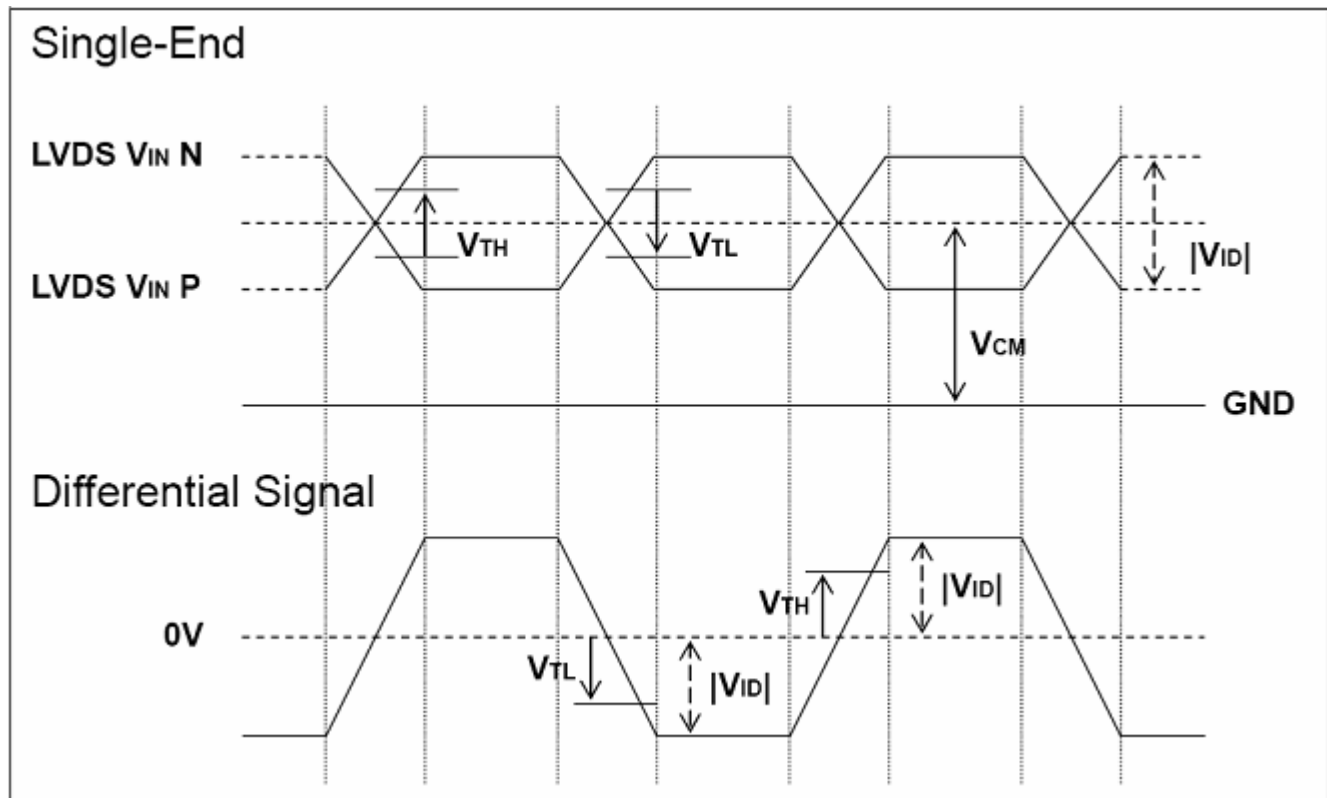 Single-End
LVDS VIN N
VTH
VTL
|VID|
LVDS VIN P
VCM
GND
Differential Signal
VTH
|VID|
0V
VTL
|VID|